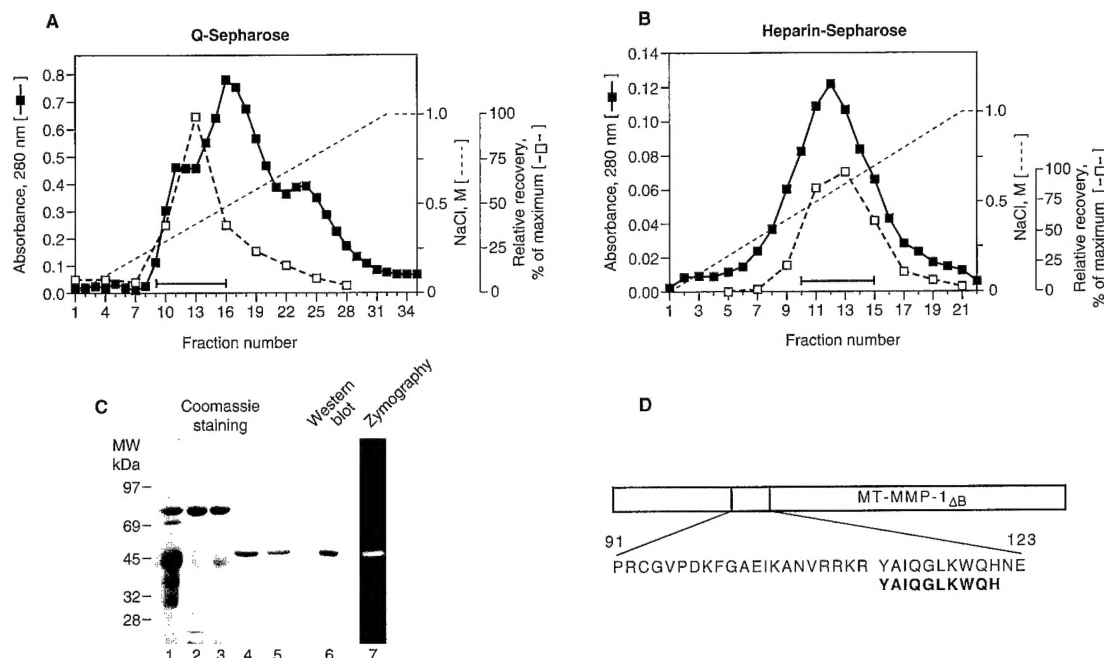 A
Q-Sepharose
Absorbance, 280 nm [—■—]
0.8
0.7
0.6
0.5
0.4
0.3
0.2
0.1
0.0
1 4 7 10 13 16 19 22 25 28 31 34
Fraction number
1.0
0.5
0
NaCl, M [----]
100
75
50
25
0
Relative recovery,
% of maximum [-□--]
B
Heparin-Sepharose
Absorbance, 280 nm [—■—]
0.14
0.12
0.10
0.08
0.06
0.04
0.02
0.00
1 3 5 7 9 11 13 15 17 19 21
Fraction number
1.0
0.5
0
NaCl, M [----]
100
75
50
25
0
Relative recovery,
% of maximum [-□--]
C
Coomassie
staining
Western
blot
Zymography
MW
kDa
97
69
45
32
28
1 2 3 4 5 6 7
D
MT-MMP-1ΔB
91 123
PRCGVPDKFGAEIKANVRRKR YAIQGLKWQHNE
YAIQGLKWQH